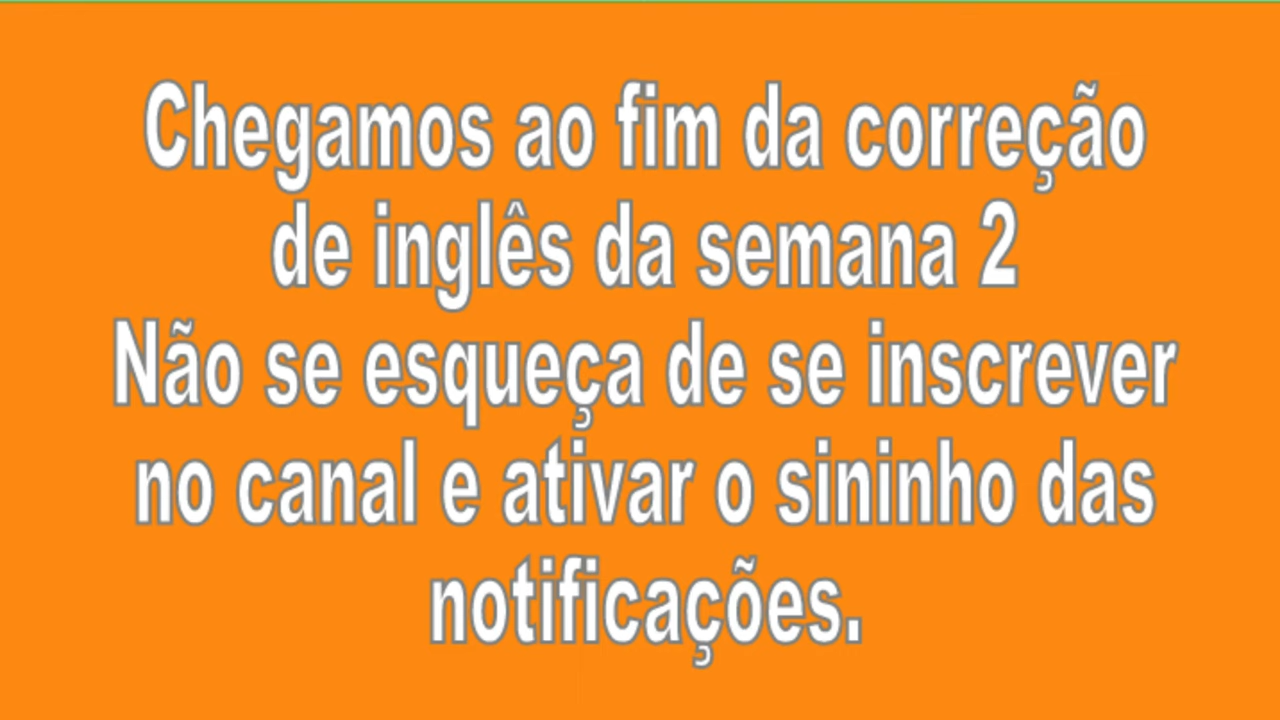 Chegamos ao fim da correção
de inglês da semana 2
Não se esqueça de se inscrever
no canal e ativar o sininho das
notificações.